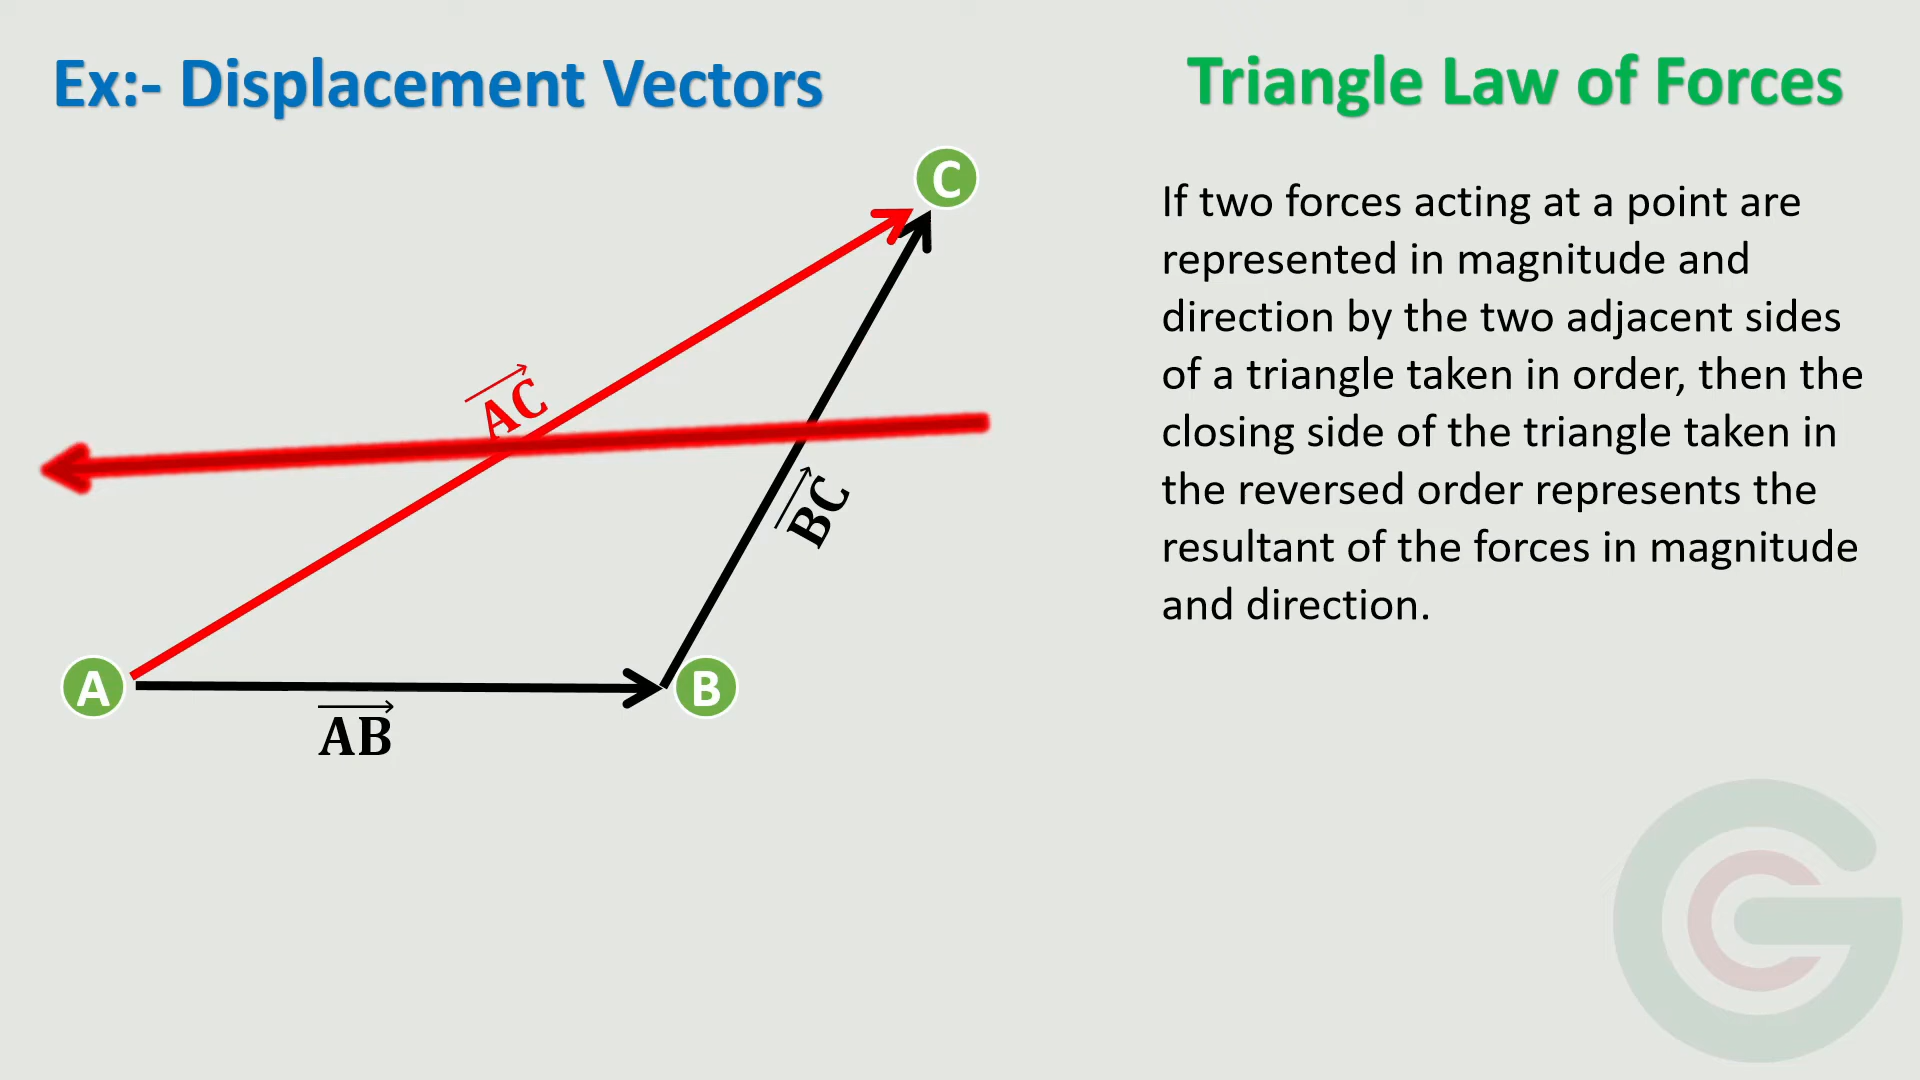 Ex:- Displacement Vectors
Triangle Law of Forces
C
AC
BC
A
B
AB
If two forces acting at a point are
represented in magnitude and
direction by the two adjacent sides
of a triangle taken in order, then the
closing side of the triangle taken in
the reversed order represents the
resultant of the forces in magnitude
and direction.